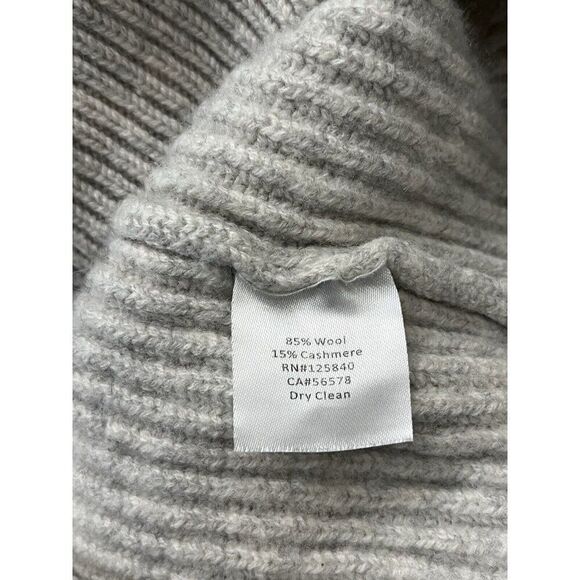 85% Wool
15% Cashmere
RN#125840
CA#56578
Dry Clean